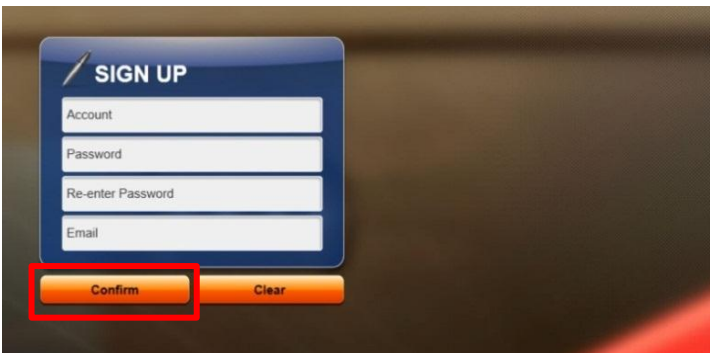 SIGN UP
Account
Password
Re-enter Password
Email
Confirm Clear